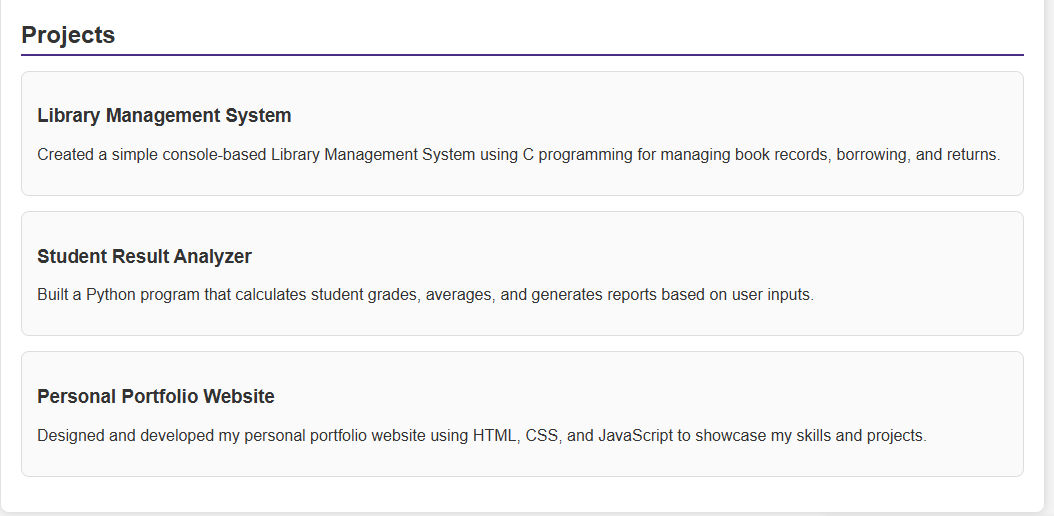 Projects
Library Management System
Created a simple console-based Library Management System using C programming for managing book records, borrowing, and returns.
Student Result Analyzer
Built a Python program that calculates student grades, averages, and generates reports based on user inputs.
Personal Portfolio Website
Designed and developed my personal portfolio website using HTML, CSS, and JavaScript to showcase my skills and projects.